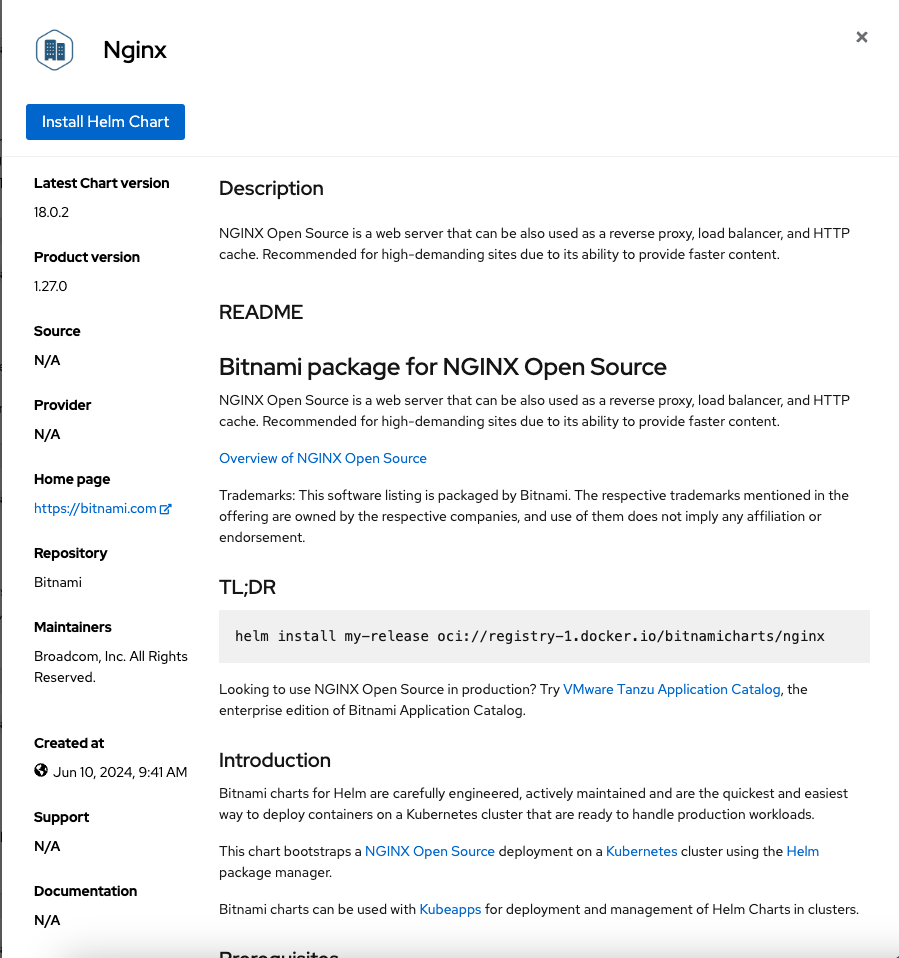 Nginx
Install Helm Chart
Latest Chart version
18.0.2
Product version
1.27.0
Source
N/A
Provider
N/A
Home page
https://bitnami.com
Repository
Bitnami
Maintainers
Broadcom, Inc. All Rights
Reserved.
Created at
Jun 10, 2024, 9:41 AM
Support
N/A
Documentation
N/A
Description
NGINX Open Source is a web server that can be also used as a reverse proxy, load balancer, and HTTP
cache. Recommended for high-demanding sites due to its ability to provide faster content.
README
Bitnami package for NGINX Open Source
NGINX Open Source is a web server that can be also used as a reverse proxy, load balancer, and HTTP
cache. Recommended for high-demanding sites due to its ability to provide faster content.
Overview of NGINX Open Source
Trademarks: This software listing is packaged by Bitnami. The respective trademarks mentioned in the
offering are owned by the respective companies, and use of them does not imply any affiliation or
endorsement.
TL;DR
helm install my-release oci://registry-1.docker.io/bitnamicharts/nginx
Looking to use NGINX Open Source in production? Try VMware Tanzu Application Catalog, the
enterprise edition of Bitnami Application Catalog.
Introduction
Bitnami charts for Helm are carefully engineered, actively maintained and are the quickest and easiest
way to deploy containers on a Kubernetes cluster that are ready to handle production workloads.
This chart bootstraps a NGINX Open Source deployment on a Kubernetes cluster using the Helm
package manager.
Bitnami charts can be used with Kubeapps for deployment and management of Helm Charts in clusters.
Prerequisites